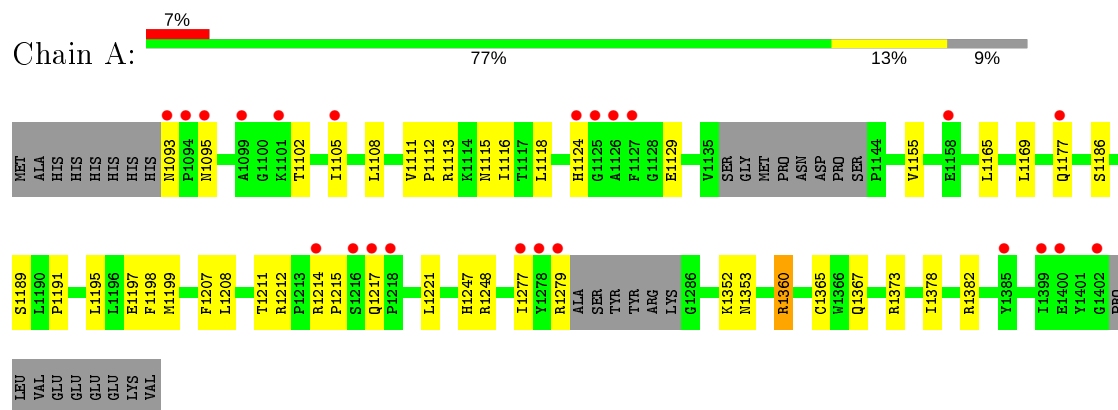 7%
Chain A:
77% 13% 9%
MET ALA HIS HIS HIS HIS HIS HIS N1093 P1094 N1095 A1099 G1100 K1101 T1102 I1105 L1108 V1111 P1112 R1113 K1114 N1115 I1116 T1117 L1118 H1124 G1125 A1126 F1127 G1128 E1129 V1135 SER GLY MET PRO ASN ASP PRO SER P1144 V1155 E1158 L1165 L1169 Q1177 S1186
S1189 L1190 P1191 L1195 L1196 E1197 F1198 M1199 F1207 L1208 T1211 R1212 P1213 R1214 P1215 S1216 Q1217 P1218 L1221 H1247 R1248 I1277 Y1278 R1279 ALA SER TYR TYR ARG LYS G1286 K1352 N1353 R1360 C1365 W1366 Q1367 R1373 I1378 R1382 Y1385 I1399 E1400 Y1401 G1402 PRO
LEU VAL GLU GLU GLU GLU LYS VAL